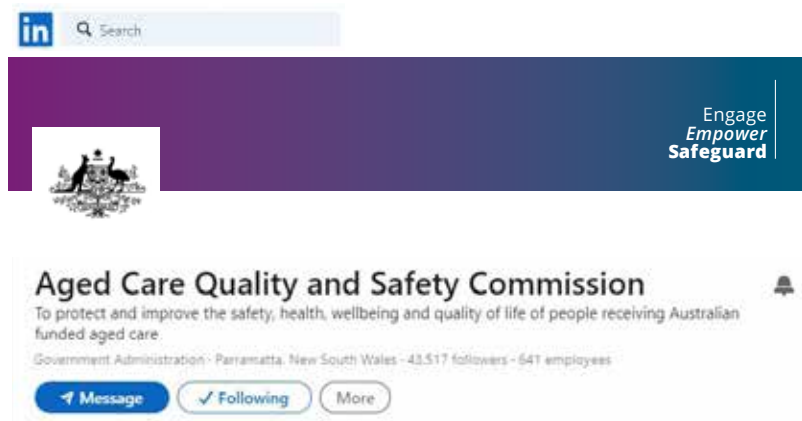 in
Search
Engage
Empower
Safeguard
Aged Care Quality and Safety Commission
To protect and improve the safety, health, wellbeing and quality of life of people receiving Australian
funded aged care
Government Administration · Parramatta, New South Wales · 43,517 followers · 641 employees
Message
Following
More